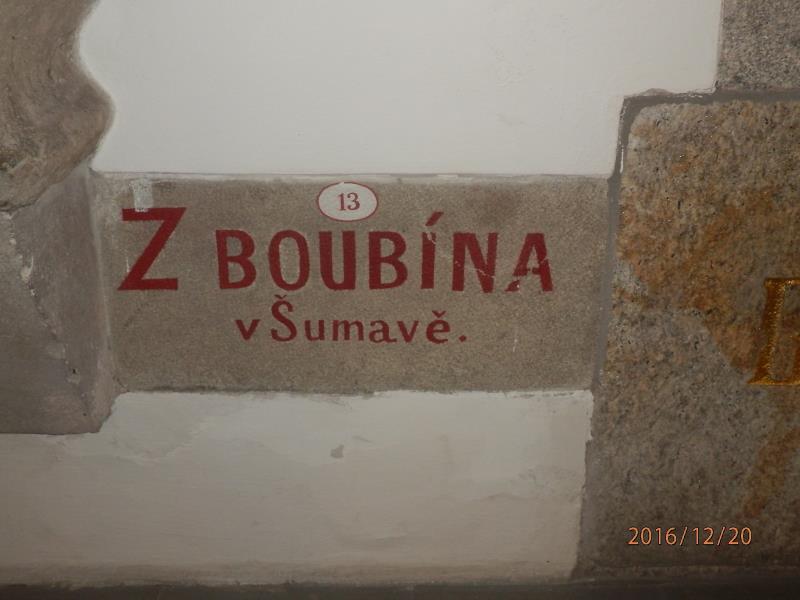 13
Z BOUBÍNA
v Šumavě.
2016/12/20